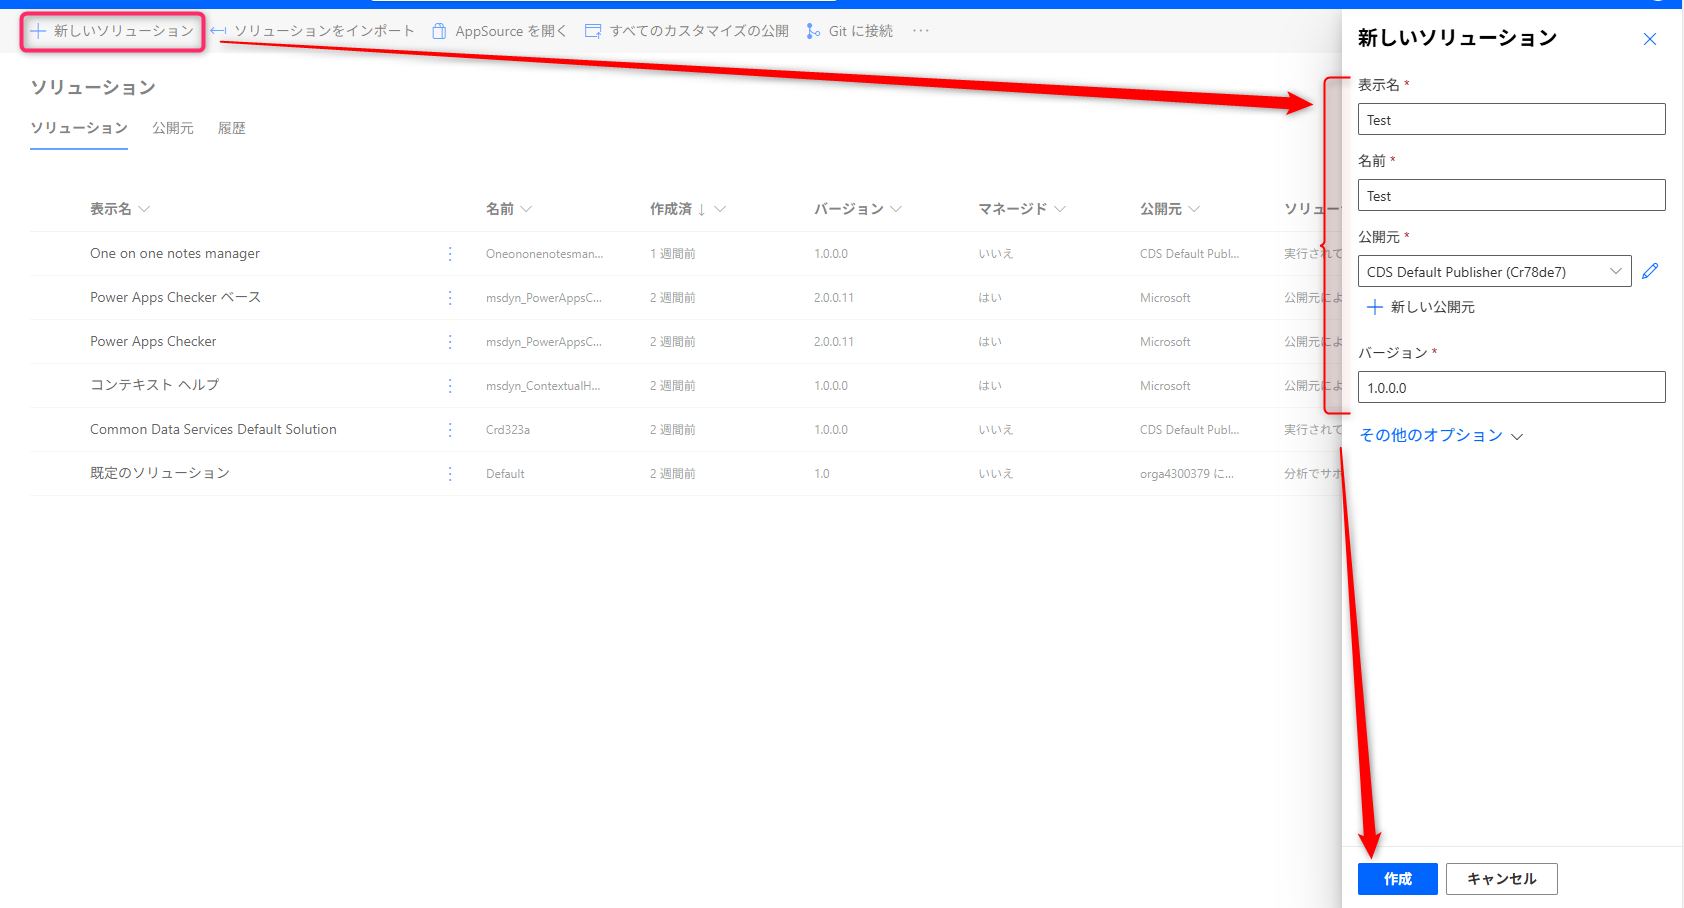 新しいソリューション
ソリューションをインポート
AppSource を開く
すべてのカスタマイズの公開
Git に接続
ソリューション
ソリューション 公開元 履歴
表示名 名前 作成済 バージョン マネージド 公開元 ソリュー
One on one notes manager Oneononenotesman... 1 週間前 1.0.0.0 いいえ CDS Default Publ... 実行されて
Power Apps Checker ベース msdyn_PowerAppsC... 2 週間前 2.0.0.11 はい Microsoft 公開元によ
Power Apps Checker msdyn_PowerAppsC... 2 週間前 2.0.0.11 はい Microsoft 公開元によ
コンテキスト ヘルプ msdyn_ContextualH... 2 週間前 1.0.0.0 はい Microsoft 公開元によ
Common Data Services Default Solution Crd323a 2 週間前 1.0.0.0 いいえ CDS Default Publ... 実行されて
既定のソリューション Default 2 週間前 1.0 いいえ orga4300379 に... 分析でサポ
新しいソリューション
表示名 *
Test
名前 *
Test
公開元 *
CDS Default Publisher (Cr78de7)
新しい公開元
バージョン *
1.0.0.0
その他のオプション
作成 キャンセル